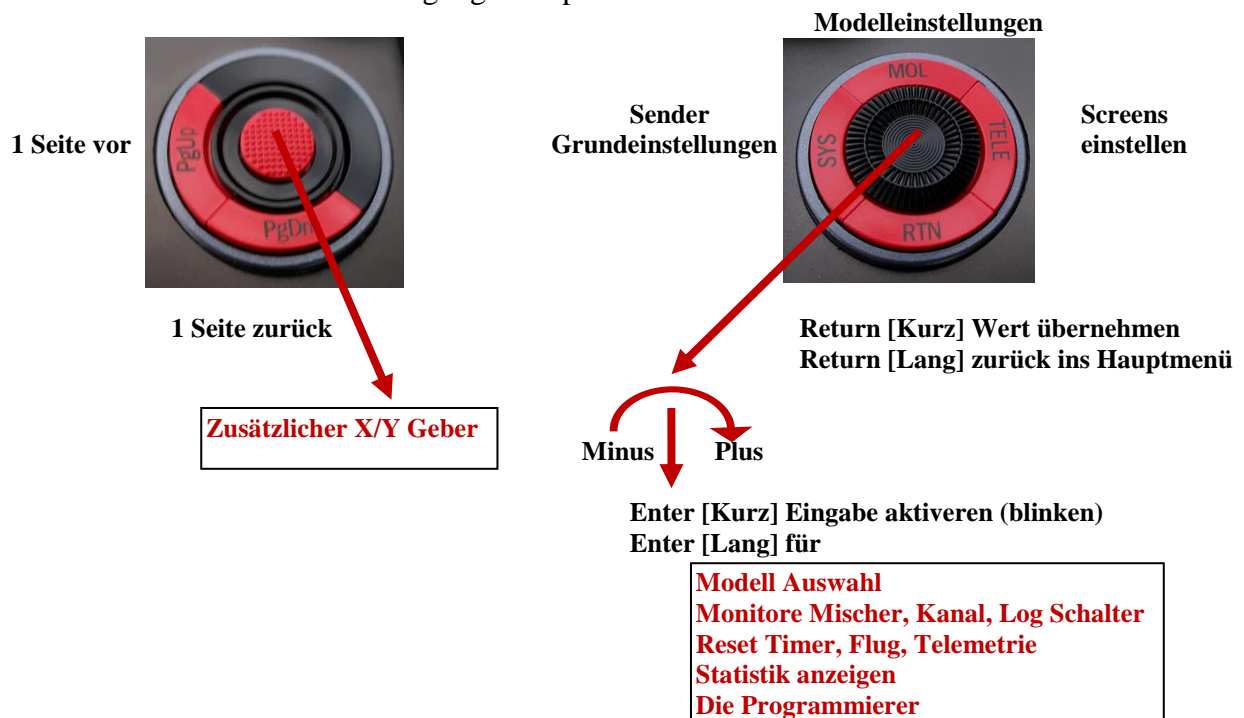 Modelleinstellungen
MOL
Sender
Grundeinstellungen
SYS
TELE
Screens
einstellen
1 Seite vor
PgUp
PgDn
RTN
1 Seite zurück
Return [Kurz] Wert übernehmen
Return [Lang] zurück ins Hauptmenü
Zusätzlicher X/Y Geber
Minus
Plus
Enter [Kurz] Eingabe aktiveren (blinken)
Enter [Lang] für
Modell Auswahl
Monitore Mischer, Kanal, Log Schalter
Reset Timer, Flug, Telemetrie
Statistik anzeigen
Die Programmierer